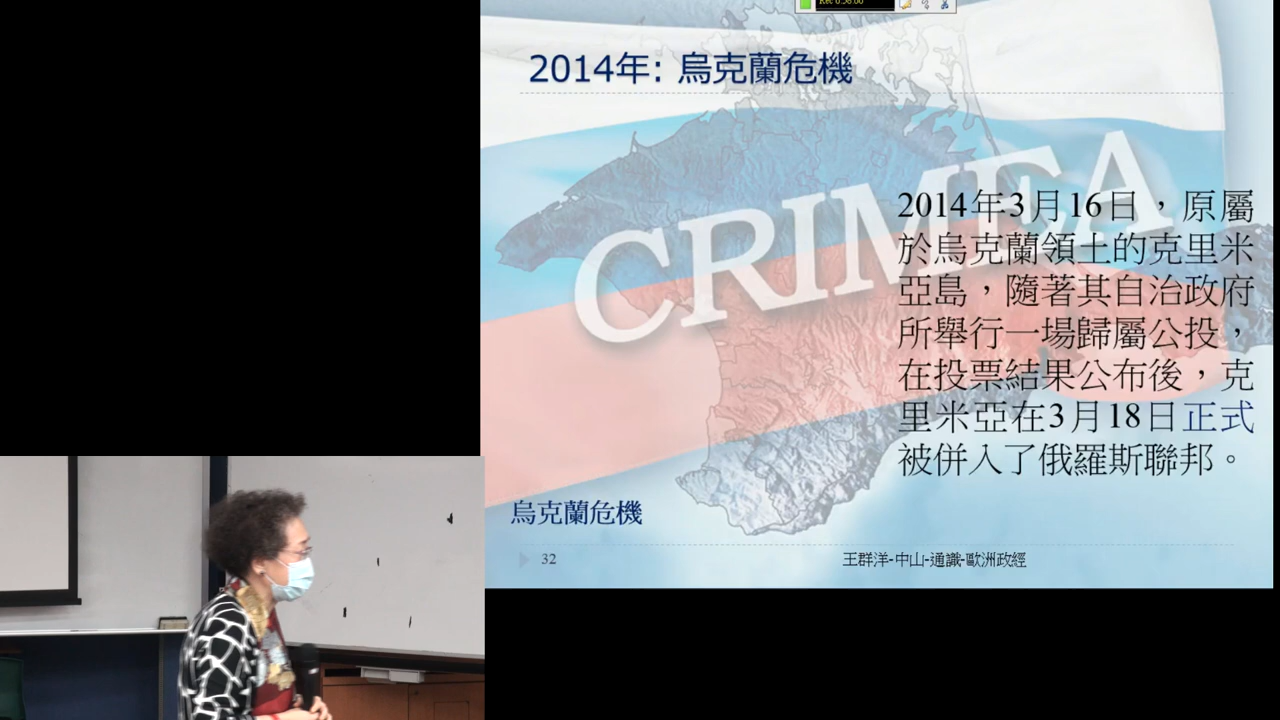 Rec 0:56:00
2014年: 烏克蘭危機
CRIMEA
2014年3月16日，原屬
於烏克蘭領土的克里米
亞島，隨著其自治政府
所舉行一場歸屬公投，
在投票結果公布後，克
里米亞在3月18日正式
被併入了俄羅斯聯邦。
烏克蘭危機
32
王群洋-中山-通識-歐洲政經